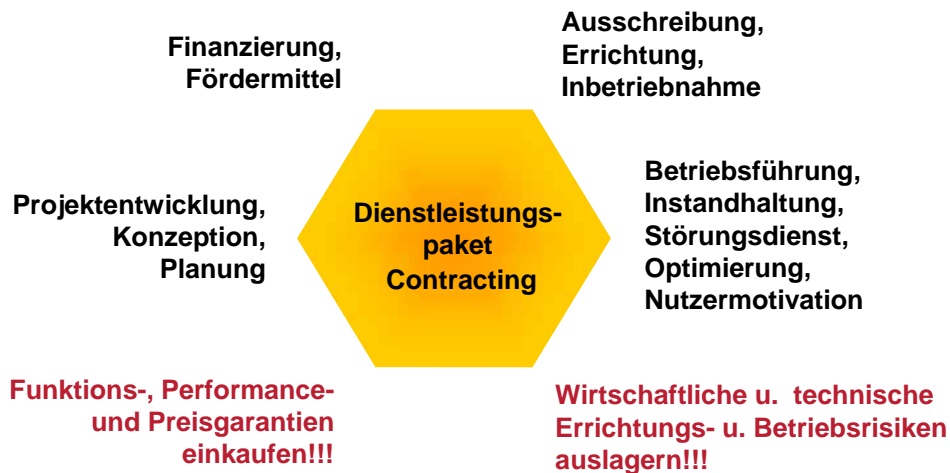 Finanzierung,
Fördermittel
Ausschreibung,
Errichtung,
Inbetriebnahme
Projektentwicklung,
Konzeption,
Planung
Dienstleistungs-
paket
Contracting
Betriebsführung,
Instandhaltung,
Störungsdienst,
Optimierung,
Nutzermotivation
Funktions-, Performance-
und Preisgarantien
einkaufen!!!
Wirtschaftliche u. technische
Errichtungs- u. Betriebsrisiken
auslagern!!!